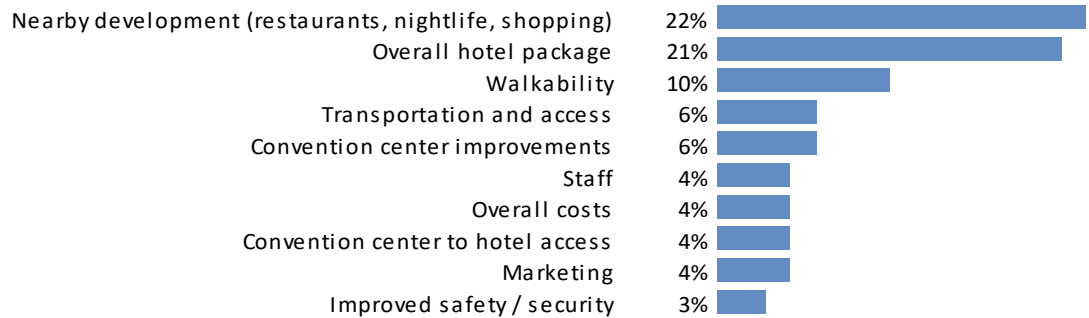 Nearby development (restaurants, nightlife, shopping) 22%
Overall hotel package 21%
Walkability 10%
Transportation and access 6%
Convention center improvements 6%
Staff 4%
Overall costs 4%
Convention center to hotel access 4%
Marketing 4%
Improved safety / security 3%